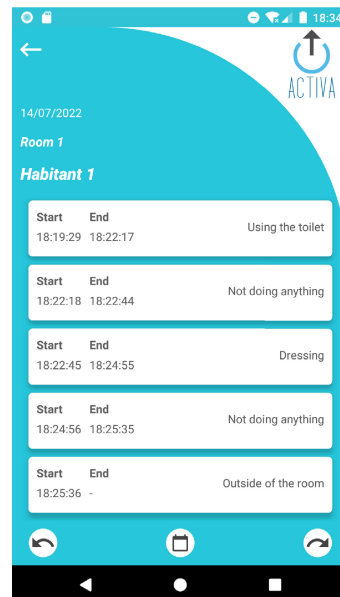 18:34
ACTIVA
14/07/2022
Room 1
Habitant 1
Start End
18:19:29 18:22:17
Using the toilet
Start End
18:22:18 18:22:44
Not doing anything
Start End
18:22:45 18:24:55
Dressing
Start End
18:24:56 18:25:35
Not doing anything
Start End
18:25:36 -
Outside of the room